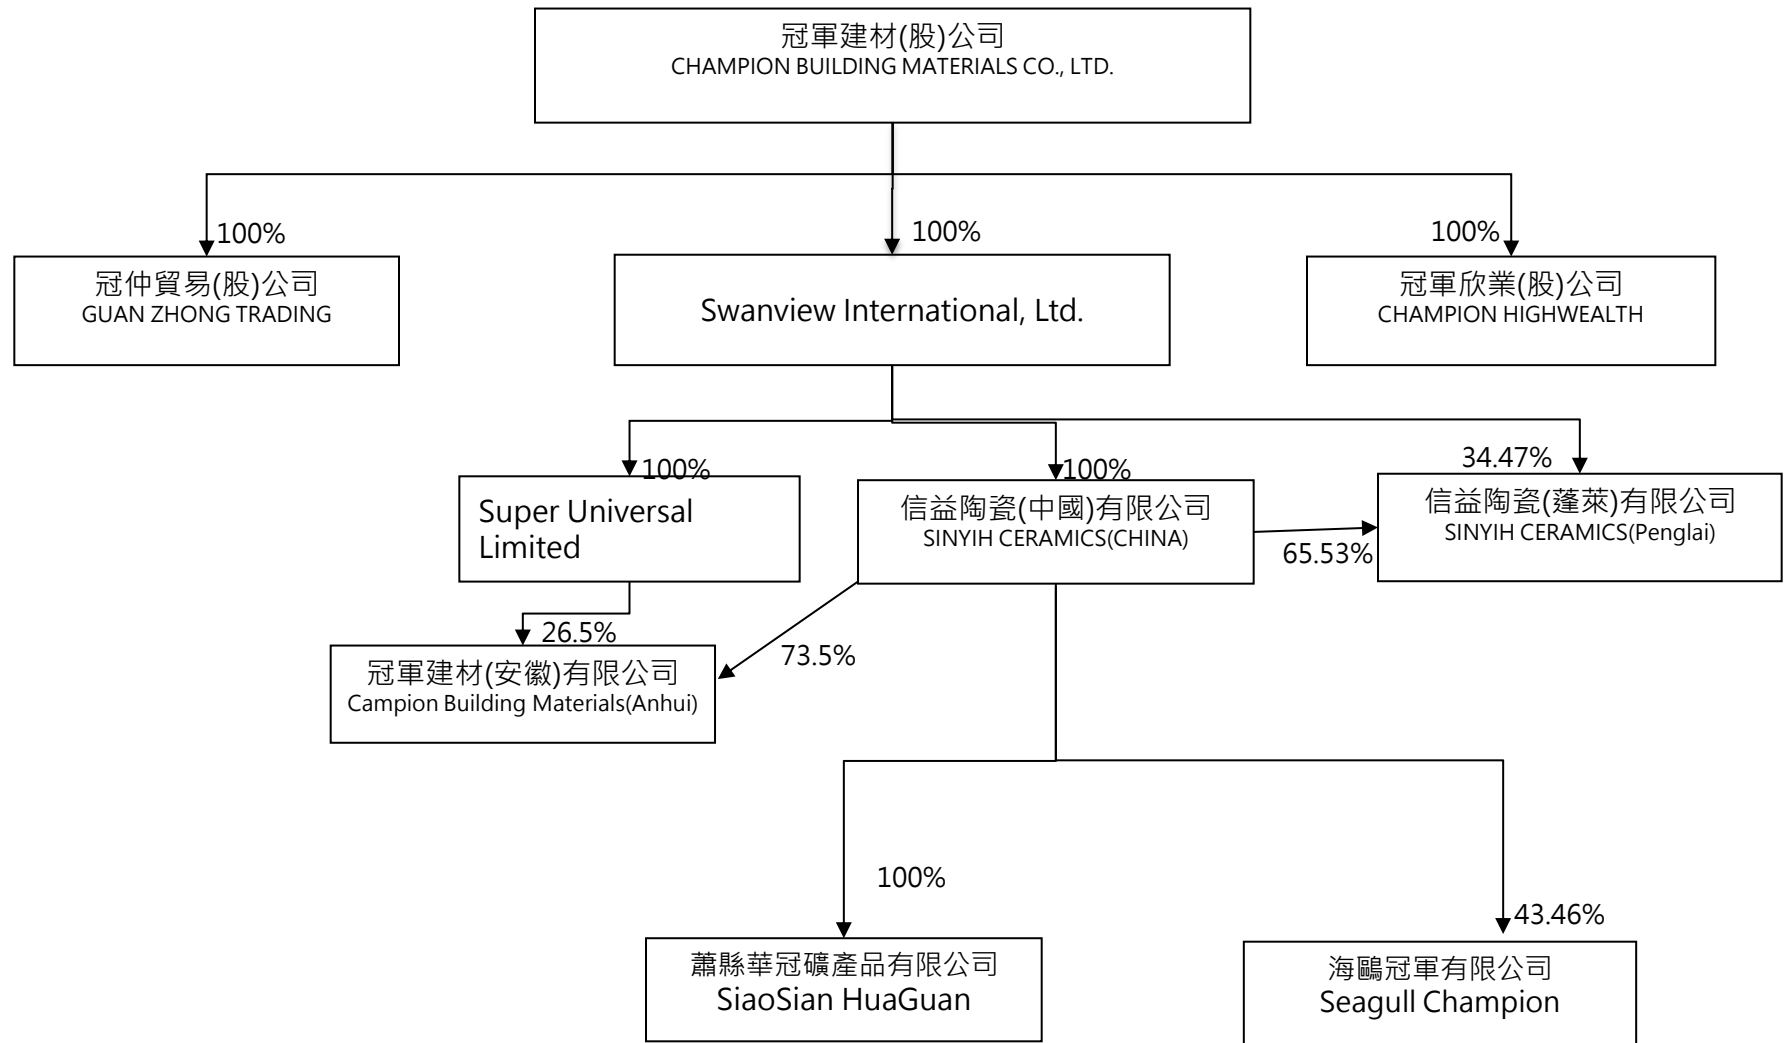 冠軍建材(股)公司
CHAMPION BUILDING MATERIALS CO., LTD.
100%
100%
100%
冠仲貿易(股)公司
GUAN ZHONG TRADING
Swanview International, Ltd.
冠軍欣業(股)公司
CHAMPION HIGHWEALTH
100%
100%
34.47%
Super Universal
Limited
信益陶瓷(中國)有限公司
SINYIH CERAMICS(CHINA)
65.53%
信益陶瓷(蓬萊)有限公司
SINYIH CERAMICS(Penglai)
26.5%
73.5%
冠軍建材(安徽)有限公司
Campion Building Materials(Anhui)
100%
43.46%
蕭縣華冠礦產品有限公司
SiaoSian HuaGuan
海鷗冠軍有限公司
Seagull Champion